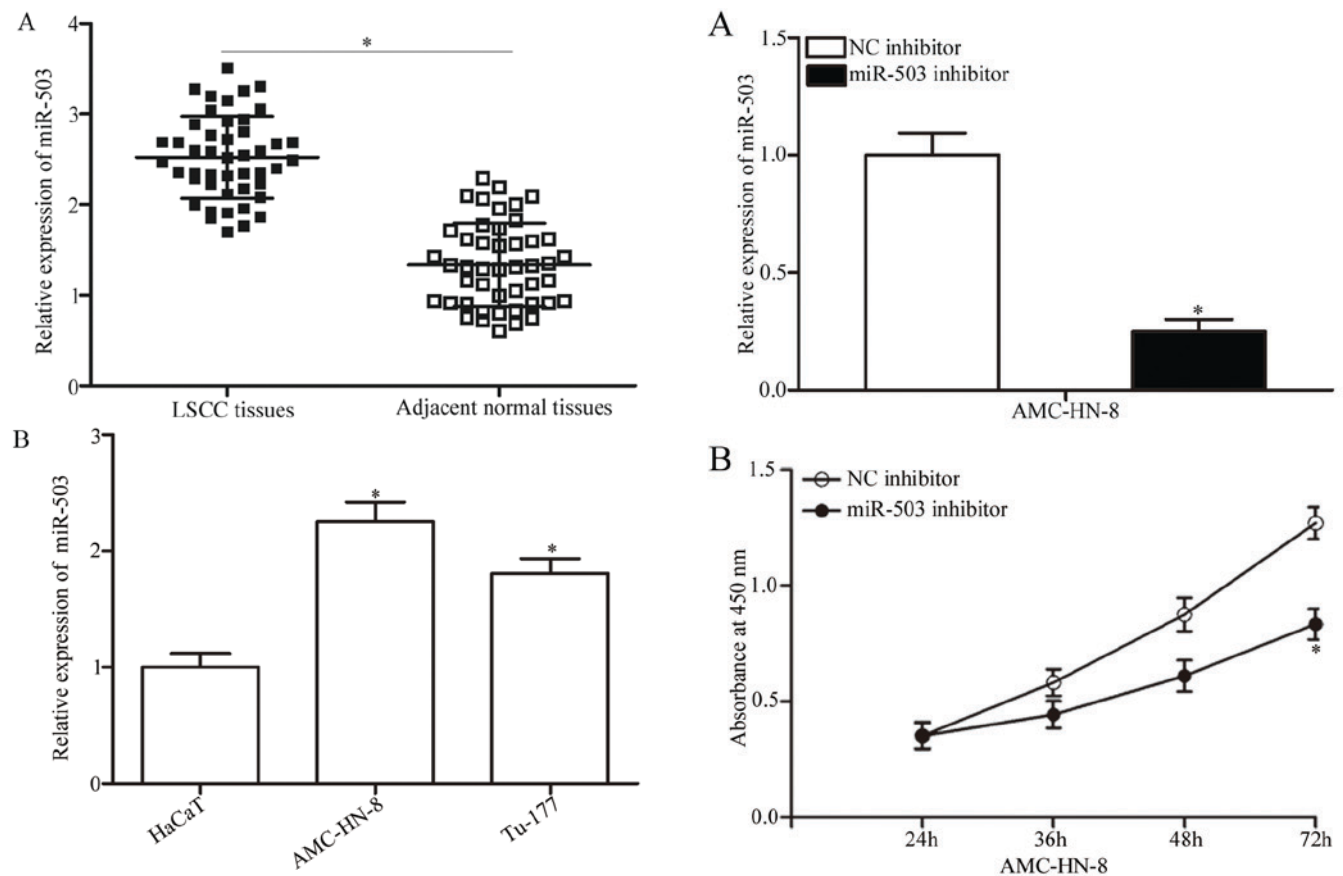 A
Relative expression of miR-503
4
3
2
1
0
*
LSCC tissues
Adjacent normal tissues
B
Relative expression of miR-503
3
2
1
0
*
*
HaCaT
AMC-HN-8
Tu-177
A
Relative expression of miR-503
1.5
1.0
0.5
0.0
NC inhibitor
miR-503 inhibitor
*
AMC-HN-8
B
Absorbance at 450 nm
1.5
1.0
0.5
0.0
NC inhibitor
miR-503 inhibitor
*
24h
36h
48h
72h
AMC-HN-8